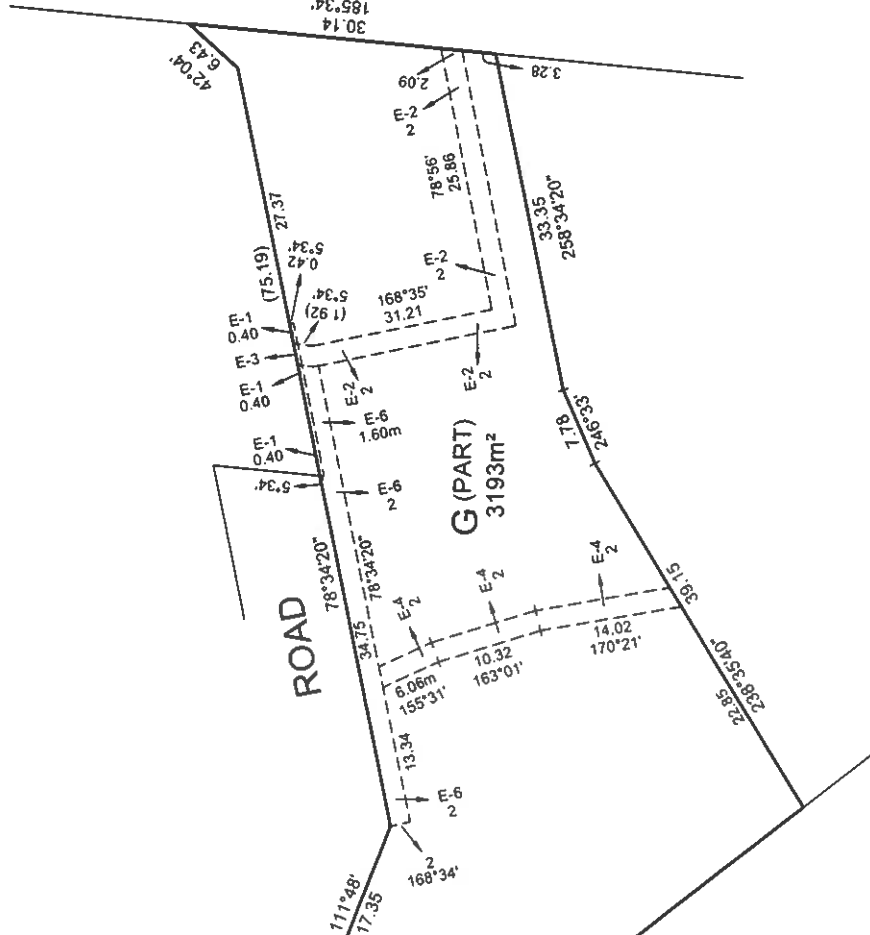 185°34'
30.14
42°04'
6.43
3.28
2.09
E-2
2
78°56'
25.86
27.37
(75.19)
0.42
5°34'
33.35
258°34'20"
E-2
2
E-1
0.40
(1.92)
5°34'
168°35'
31.21
E-3
E-1
0.40
E-2
2
E-2
2
E-6
1.60m
7.78
246°33'
E-1
0.40
G (PART)
3193m²
5°34'
E-6
2
78°34'20"
78°34'20"
ROAD
34.75
E-4
2
E-4
2
E-4
2
39.15
6.06m
155°31'
10.32
163°01'
14.02
170°21'
238°35'40"
22.85
13.34
E-6
2
2
168°34'
111°48'
17.35